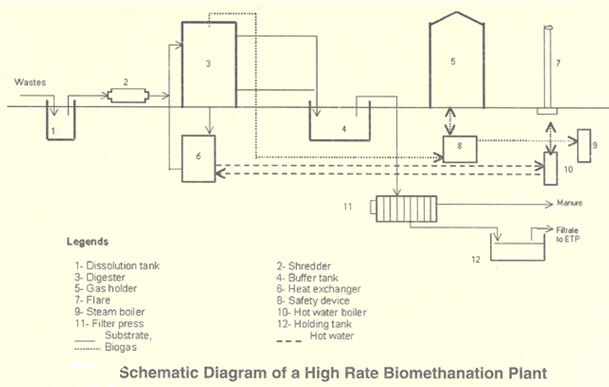 Wastes
1
2
3
4
5
6
7
8
9
10
11
12
Manure
Filtrate
to ETP
Legends
1- Dissolution tank
2- Shredder
3- Digester
4- Buffer tank
5- Gas holder
6- Heat exchanger
7- Flare
8- Safety device
9- Steam boiler
10- Hot water boiler
11- Filter press
12- Holding tank
Substrate,
Hot water
Biogas
Schematic Diagram of a High Rate Biomethanation Plant